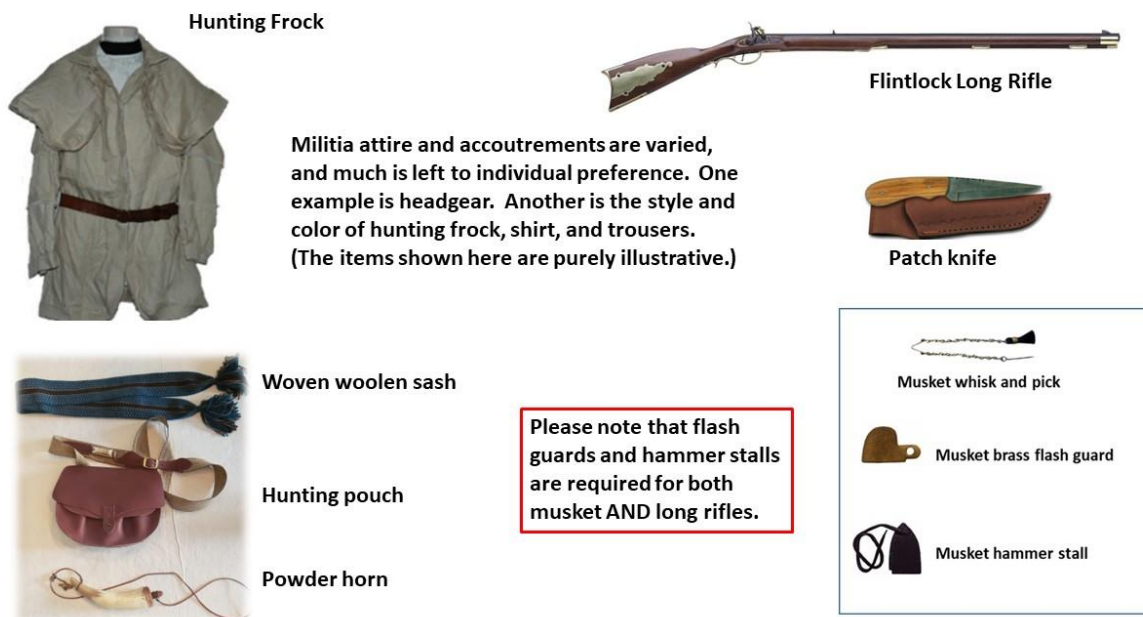 Hunting Frock
Flintlock Long Rifle
Militia attire and accoutrements are varied,
and much is left to individual preference. One
example is headgear. Another is the style and
color of hunting frock, shirt, and trousers.
(The items shown here are purely illustrative.)
Patch knife
Woven woolen sash
Hunting pouch
Powder horn
Please note that flash
guards and hammer stalls
are required for both
musket AND long rifles.
Musket whisk and pick
Musket brass flash guard
Musket hammer stall